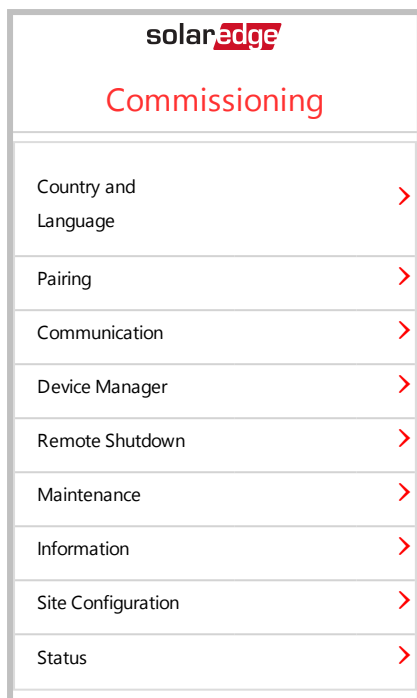 solaredge
Commissioning
Country and
Language
Pairing
Communication
Device Manager
Remote Shutdown
Maintenance
Information
Site Configuration
Status